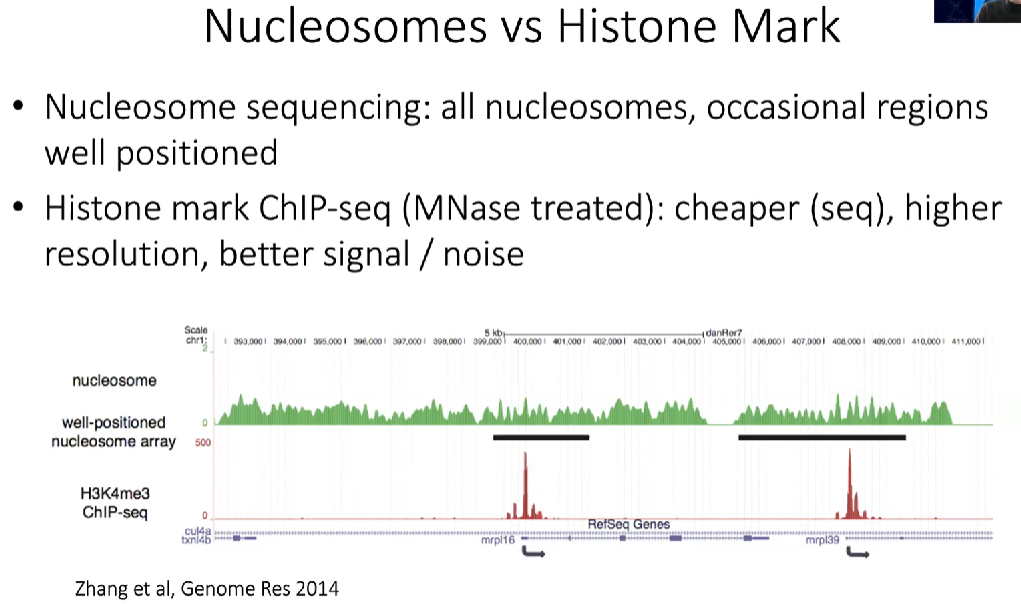 Nucleosomes vs Histone Mark
• Nucleosome sequencing: all nucleosomes, occasional regions
well positioned
• Histone mark ChIP-seq (MNase treated): cheaper (seq), higher
resolution, better signal / noise
Scale
5 kb
danRer7
chr1:
393,000 394,000 395,000 396,000 397,000 398,000 399,000 400,000 401,000 402,000 403,000 404,000 405,000 406,000 407,000 408,000 409,000 410,000 411,000
2
nucleosome
0
well-positioned
nucleosome array
500
H3K4me3
ChIP-seq
0
RefSeq Genes
cul4a
txnl4b
mrpl16
mrpl39
Zhang et al, Genome Res 2014